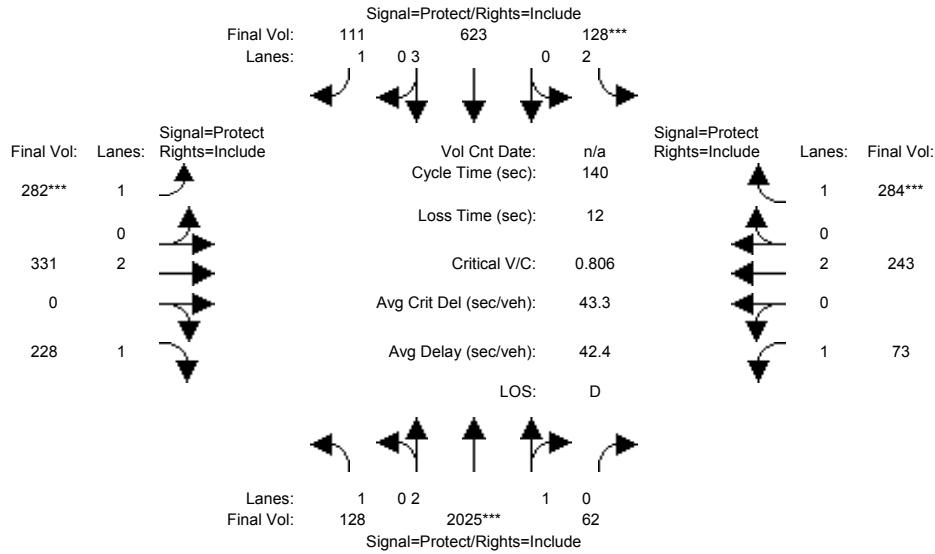 Signal=Protect/Rights=Include
Final Vol: 111 623 128***
Lanes: 1 0 3 0 2
Signal=Protect Signal=Protect
Final Vol: Lanes: Rights=Include Vol Cnt Date: n/a Rights=Include Lanes: Final Vol:
Cycle Time (sec): 140
282*** 1 1 284***
Loss Time (sec): 12
0 0
331 2 Critical V/C: 0.806 2 243
0 Avg Crit Del (sec/veh): 43.3 0
228 1 Avg Delay (sec/veh): 42.4 1 73
LOS: D
Lanes: 1 0 2 1 0
Final Vol: 128 2025*** 62
Signal=Protect/Rights=Include